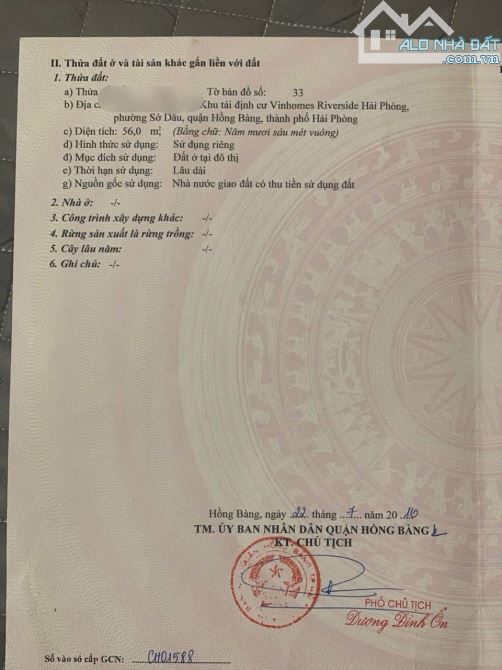 ALO NHÀ ĐẤT
.com.vn
II. Thửa đất ở và tài sản khác gắn liền với đất
1. Thửa đất:
a) Thửa Tờ bản đồ số: 33
b) Địa c Khu tái định cư Vinhomes Riverside Hải Phòng,
phường Sở Dầu, quận Hồng Bàng, thành phố Hải Phòng
c) Diện tích: 56,0 m², (Bằng chữ: Năm mươi sáu mét vuông)
d) Hình thức sử dụng: Sử dụng riêng
đ) Mục đích sử dụng: Đất ở tại đô thị
e) Thời hạn sử dụng: Lâu dài
g) Nguồn gốc sử dụng: Nhà nước giao đất có thu tiền sử dụng đất
2. Nhà ở: -/-
3. Công trình xây dựng khác: -/-
4. Rừng sản xuất là rừng trồng: -/-
5. Cây lâu năm: -/-
6. Ghi chú: -/-
Hồng Bàng, ngày 22 tháng 7 năm 2016
TM. ỦY BAN NHÂN DÂN QUẬN HỒNG BÀNG
KT. CHỦ TỊCH
PHÓ CHỦ TỊCH
Dương Đình Ổn
Số vào sổ cấp GCN: CH01588